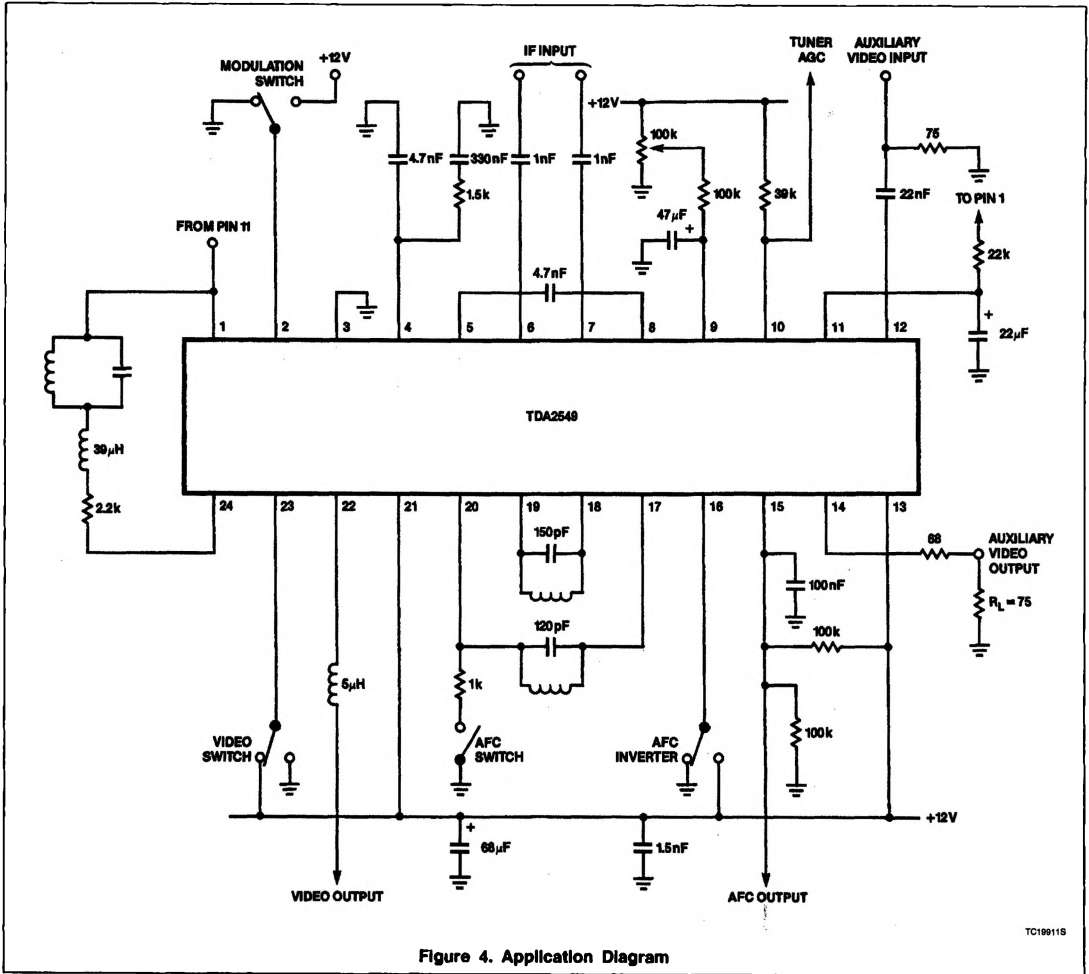 MODULATION
SWITCH
+12V
IF INPUT
TUNER
AGC
AUXILIARY
VIDEO INPUT
+12V
100k
75
4.7nF
330nF
1nF
1nF
1.5k
100k
39k
22nF
TO PIN 1
FROM PIN 11
47μF
+
22k
4.7nF
+
22μF
1
2
3
4
5
6
7
8
9
10
11
12
TDA2549
39μH
2.2k
24
23
22
21
20
19
18
17
16
15
14
13
150pF
68
AUXILIARY
VIDEO
OUTPUT
100nF
RL = 75
120pF
100k
5μH
1k
100k
VIDEO
SWITCH
AFC
SWITCH
AFC
INVERTER
+12V
+
68μF
1.5nF
VIDEO OUTPUT
AFC OUTPUT
TC19911S
Figure 4. Application Diagram